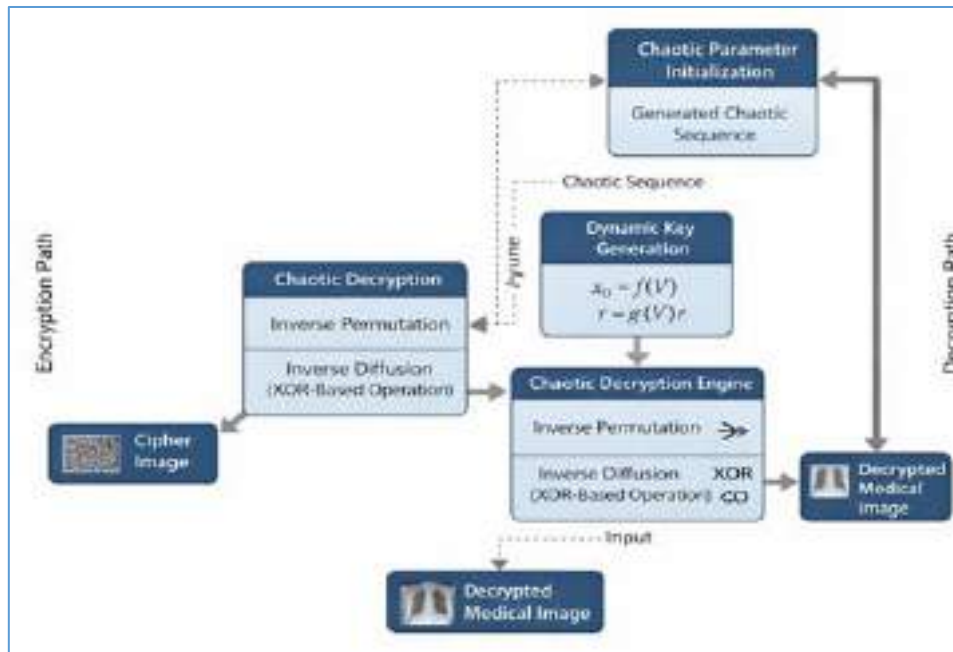 Chaotic Parameter
Initialization
Generated Chaotic
Sequence
Chaotic Sequence
Dynamic Key
Generation
x₀ = f(V)
r = g(V)r
Encryption Path
Chaotic Decryption
Inverse Permutation
Inverse Diffusion
(XOR-Based Operation)
Cipher
Image
Chaotic Decryption Engine
Inverse Permutation
Inverse Diffusion XOR
(XOR-Based Operation)
Decrypted
Medical
Image
Path
Input
Decrypted
Medical Image